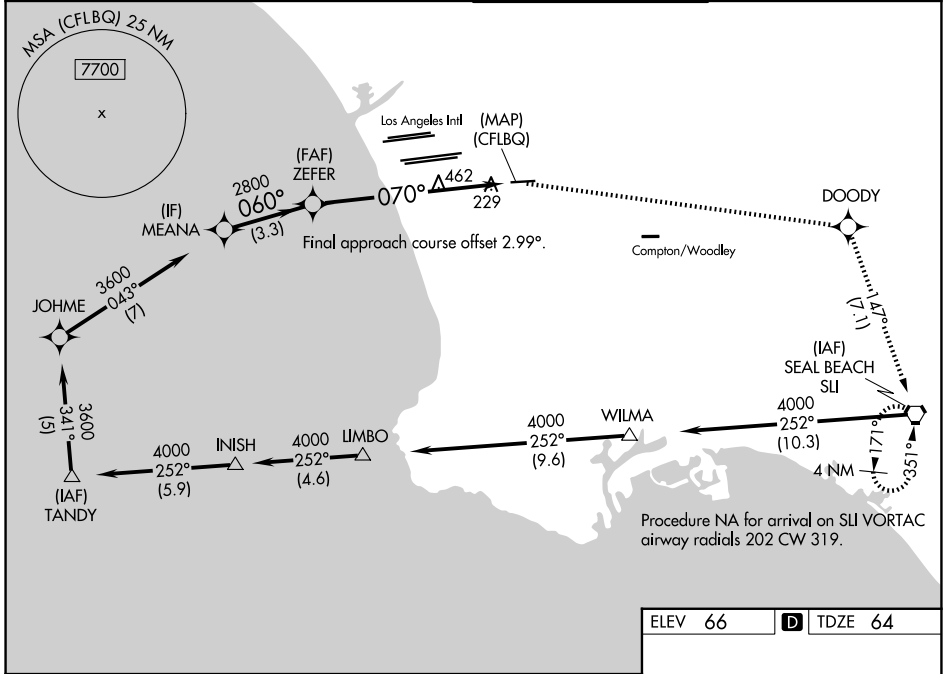 MSA (CFLBQ) 25 NM
7700
x
Los Angeles Intl
(MAP)
(CFLBQ)
(FAF)
ZEFER
462
229
2800
060°
(3.3)
070°
(IF)
MEANA
Final approach course offset 2.99°.
DOODY
Compton/Woodley
3600
043°
(7)
JOHME
147°
(7.1)
(IAF)
SEAL BEACH
SLI
3600
341°
(5)
4000
252°
(5.9)
INISH
4000
252°
(4.6)
LIMBO
4000
252°
(9.6)
WILMA
4000
252°
(10.3)
171°
351°
4 NM
(IAF)
TANDY
Procedure NA for arrival on SLI VORTAC
airway radials 202 CW 319.
ELEV 66 D TDZE 64